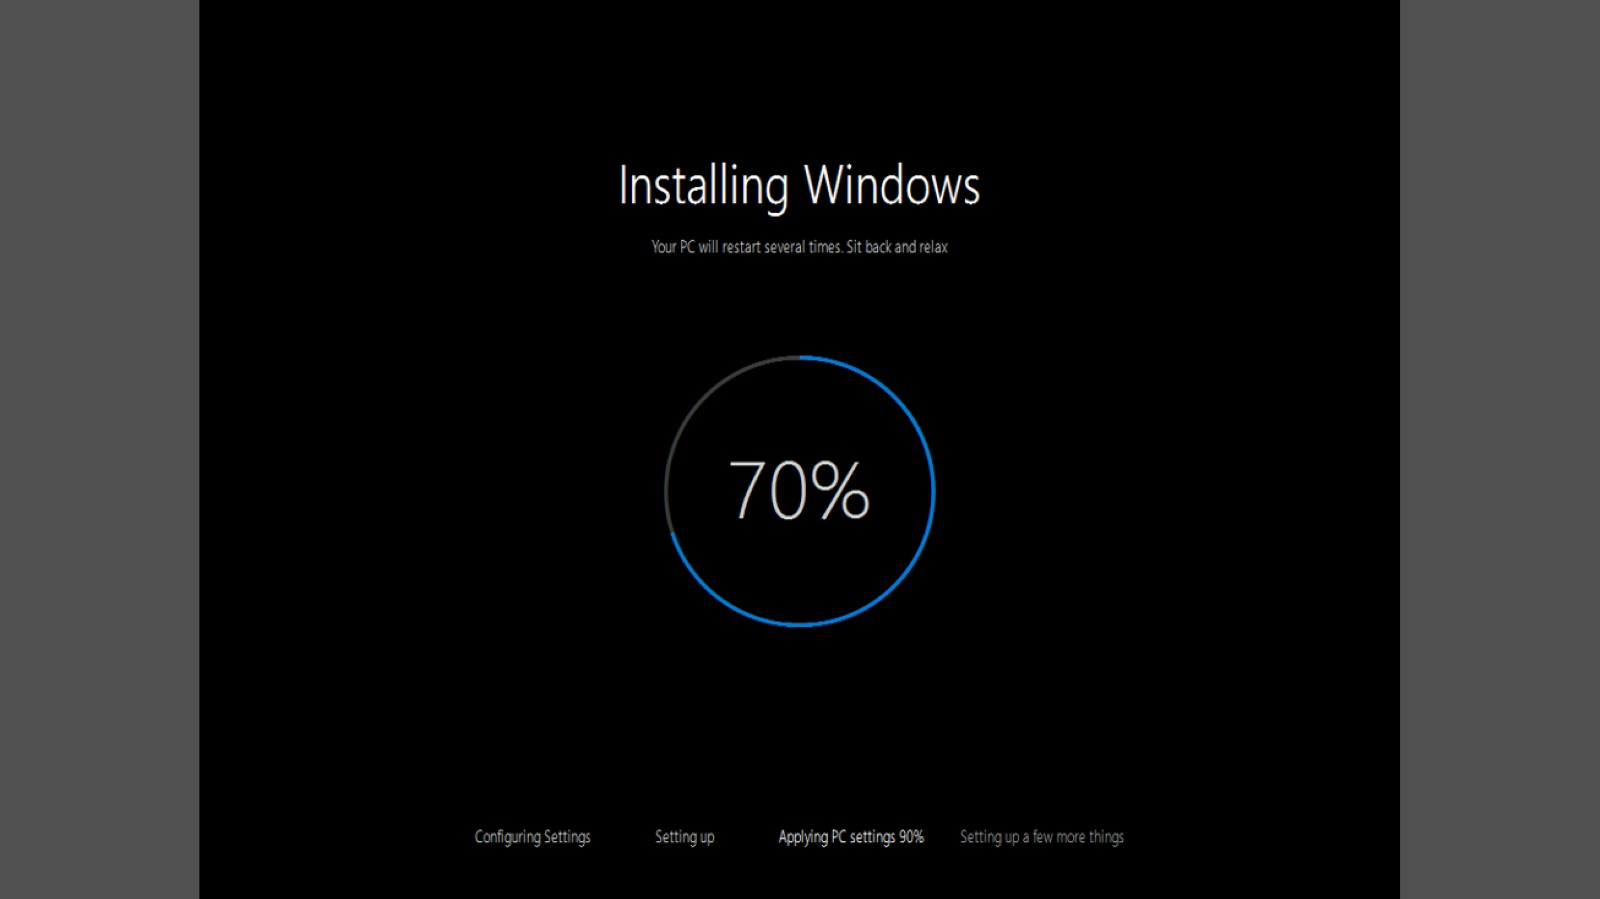 Installing Windows
Your PC will restart several times. Sit back and relax
70%
Configuring Settings Setting up Applying PC settings 90% Setting up a few more things